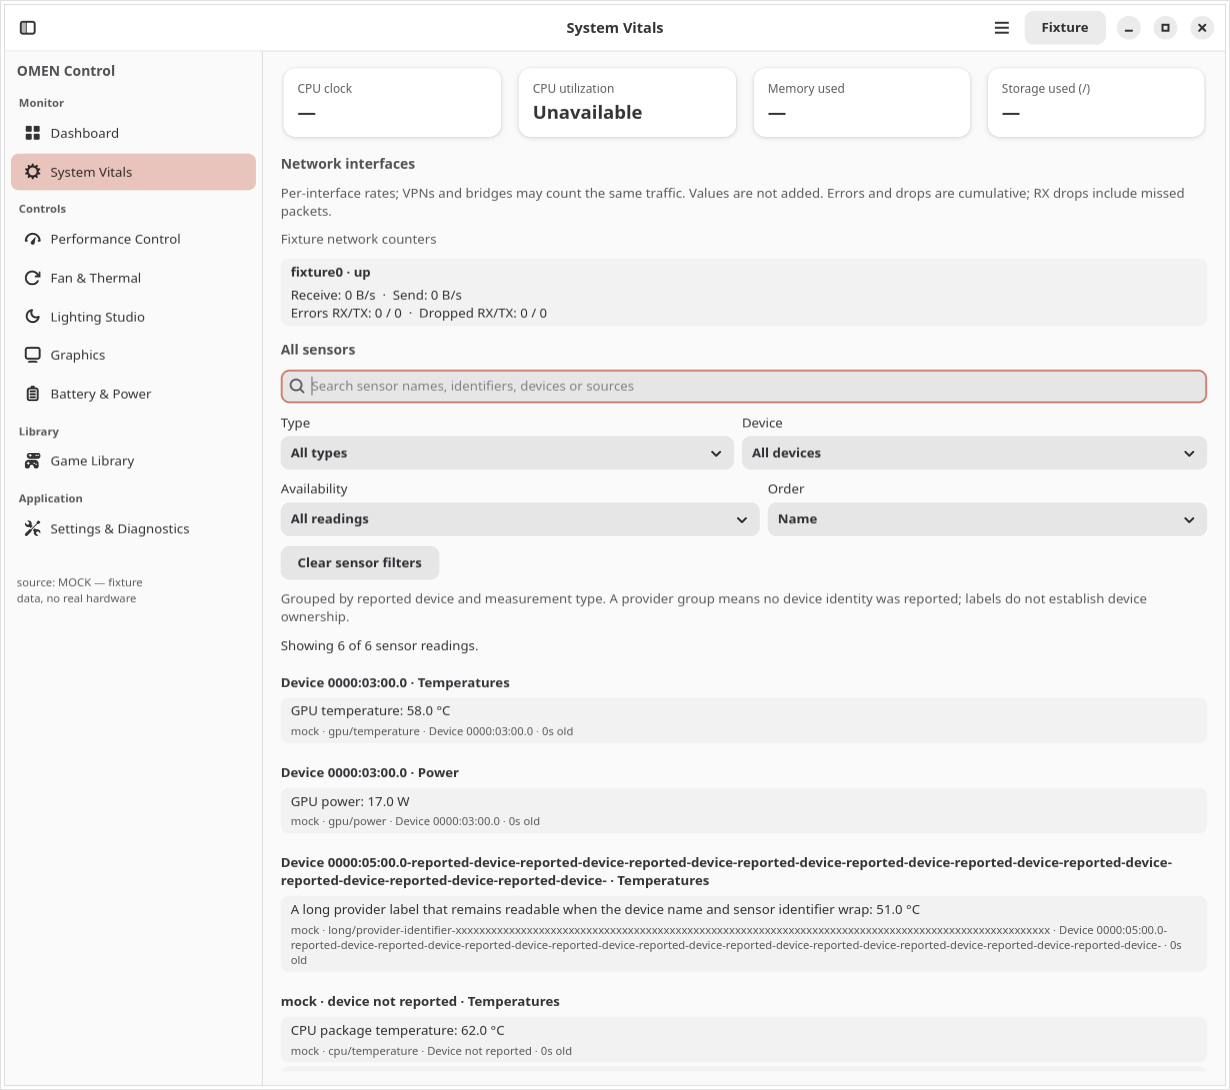 System Vitals
Fixture
OMEN Control
Monitor
Dashboard
System Vitals
Controls
Performance Control
Fan & Thermal
Lighting Studio
Graphics
Battery & Power
Library
Game Library
Application
Settings & Diagnostics
source: MOCK — fixture
data, no real hardware
CPU clock
—
CPU utilization
Unavailable
Memory used
—
Storage used (/)
—
Network interfaces
Per-interface rates; VPNs and bridges may count the same traffic. Values are not added. Errors and drops are cumulative; RX drops include missed
packets.
Fixture network counters
fixture0 · up
Receive: 0 B/s · Send: 0 B/s
Errors RX/TX: 0 / 0 · Dropped RX/TX: 0 / 0
All sensors
Search sensor names, identifiers, devices or sources
Type
Device
All types
All devices
Availability
Order
All readings
Name
Clear sensor filters
Grouped by reported device and measurement type. A provider group means no device identity was reported; labels do not establish device
ownership.
Showing 6 of 6 sensor readings.
Device 0000:03:00.0 · Temperatures
GPU temperature: 58.0 °C
mock · gpu/temperature · Device 0000:03:00.0 · 0s old
Device 0000:03:00.0 · Power
GPU power: 17.0 W
mock · gpu/power · Device 0000:03:00.0 · 0s old
Device 0000:05:00.0-reported-device-reported-device-reported-device-reported-device-reported-device-reported-device-reported-device-
reported-device-reported-device-reported-device- · Temperatures
A long provider label that remains readable when the device name and sensor identifier wrap: 51.0 °C
mock · long/provider-identifier-xxxxxxxxxxxxxxxxxxxxxxxxxxxxxxxxxxxxxxxxxxxxxxxxxxxxxxxxxxxxxxxxxxxxxxxxxxxxxxxxxxxxxxxxxxxxxxxxxxxx · Device 0000:05:00.0-
reported-device-reported-device-reported-device-reported-device-reported-device-reported-device-reported-device-reported-device-reported-device-reported-device- · 0s
old
mock · device not reported · Temperatures
CPU package temperature: 62.0 °C
mock · cpu/temperature · Device not reported · 0s old